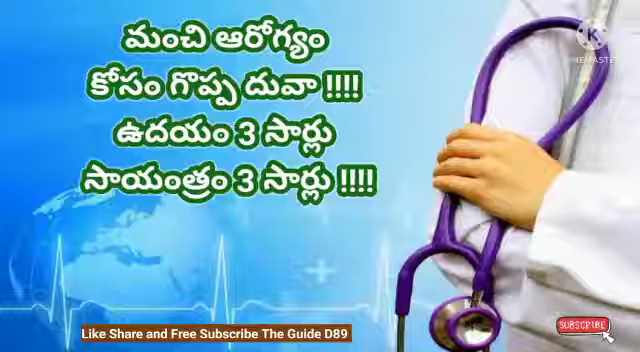 మంచి ఆరోగ్యం
కోసం గొప్ప దువా !!!!
ఉదయం 3 సార్లు
సాయంత్రం 3 సార్లు !!!!
Like Share and Free Subscribe The Guide D89
SUBSCRIBE